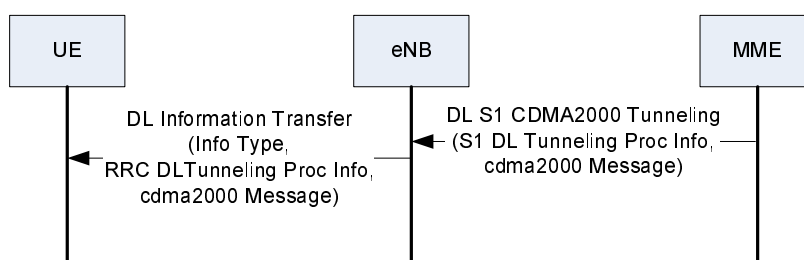 UE
eNB
MME
DL Information Transfer
(Info Type,
RRC DLTunneling Proc Info,
cdma2000 Message)
DL S1 CDMA2000 Tunneling
(S1 DL Tunneling Proc Info,
cdma2000 Message)